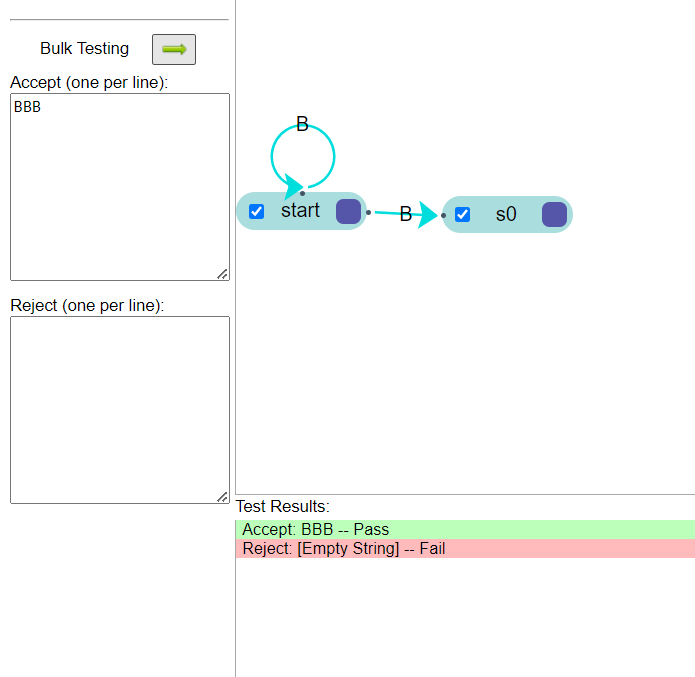 Bulk Testing
Accept (one per line):
BBB
Reject (one per line):
B
start
B
s0
Test Results:
Accept: BBB -- Pass
Reject: [Empty String] -- Fail